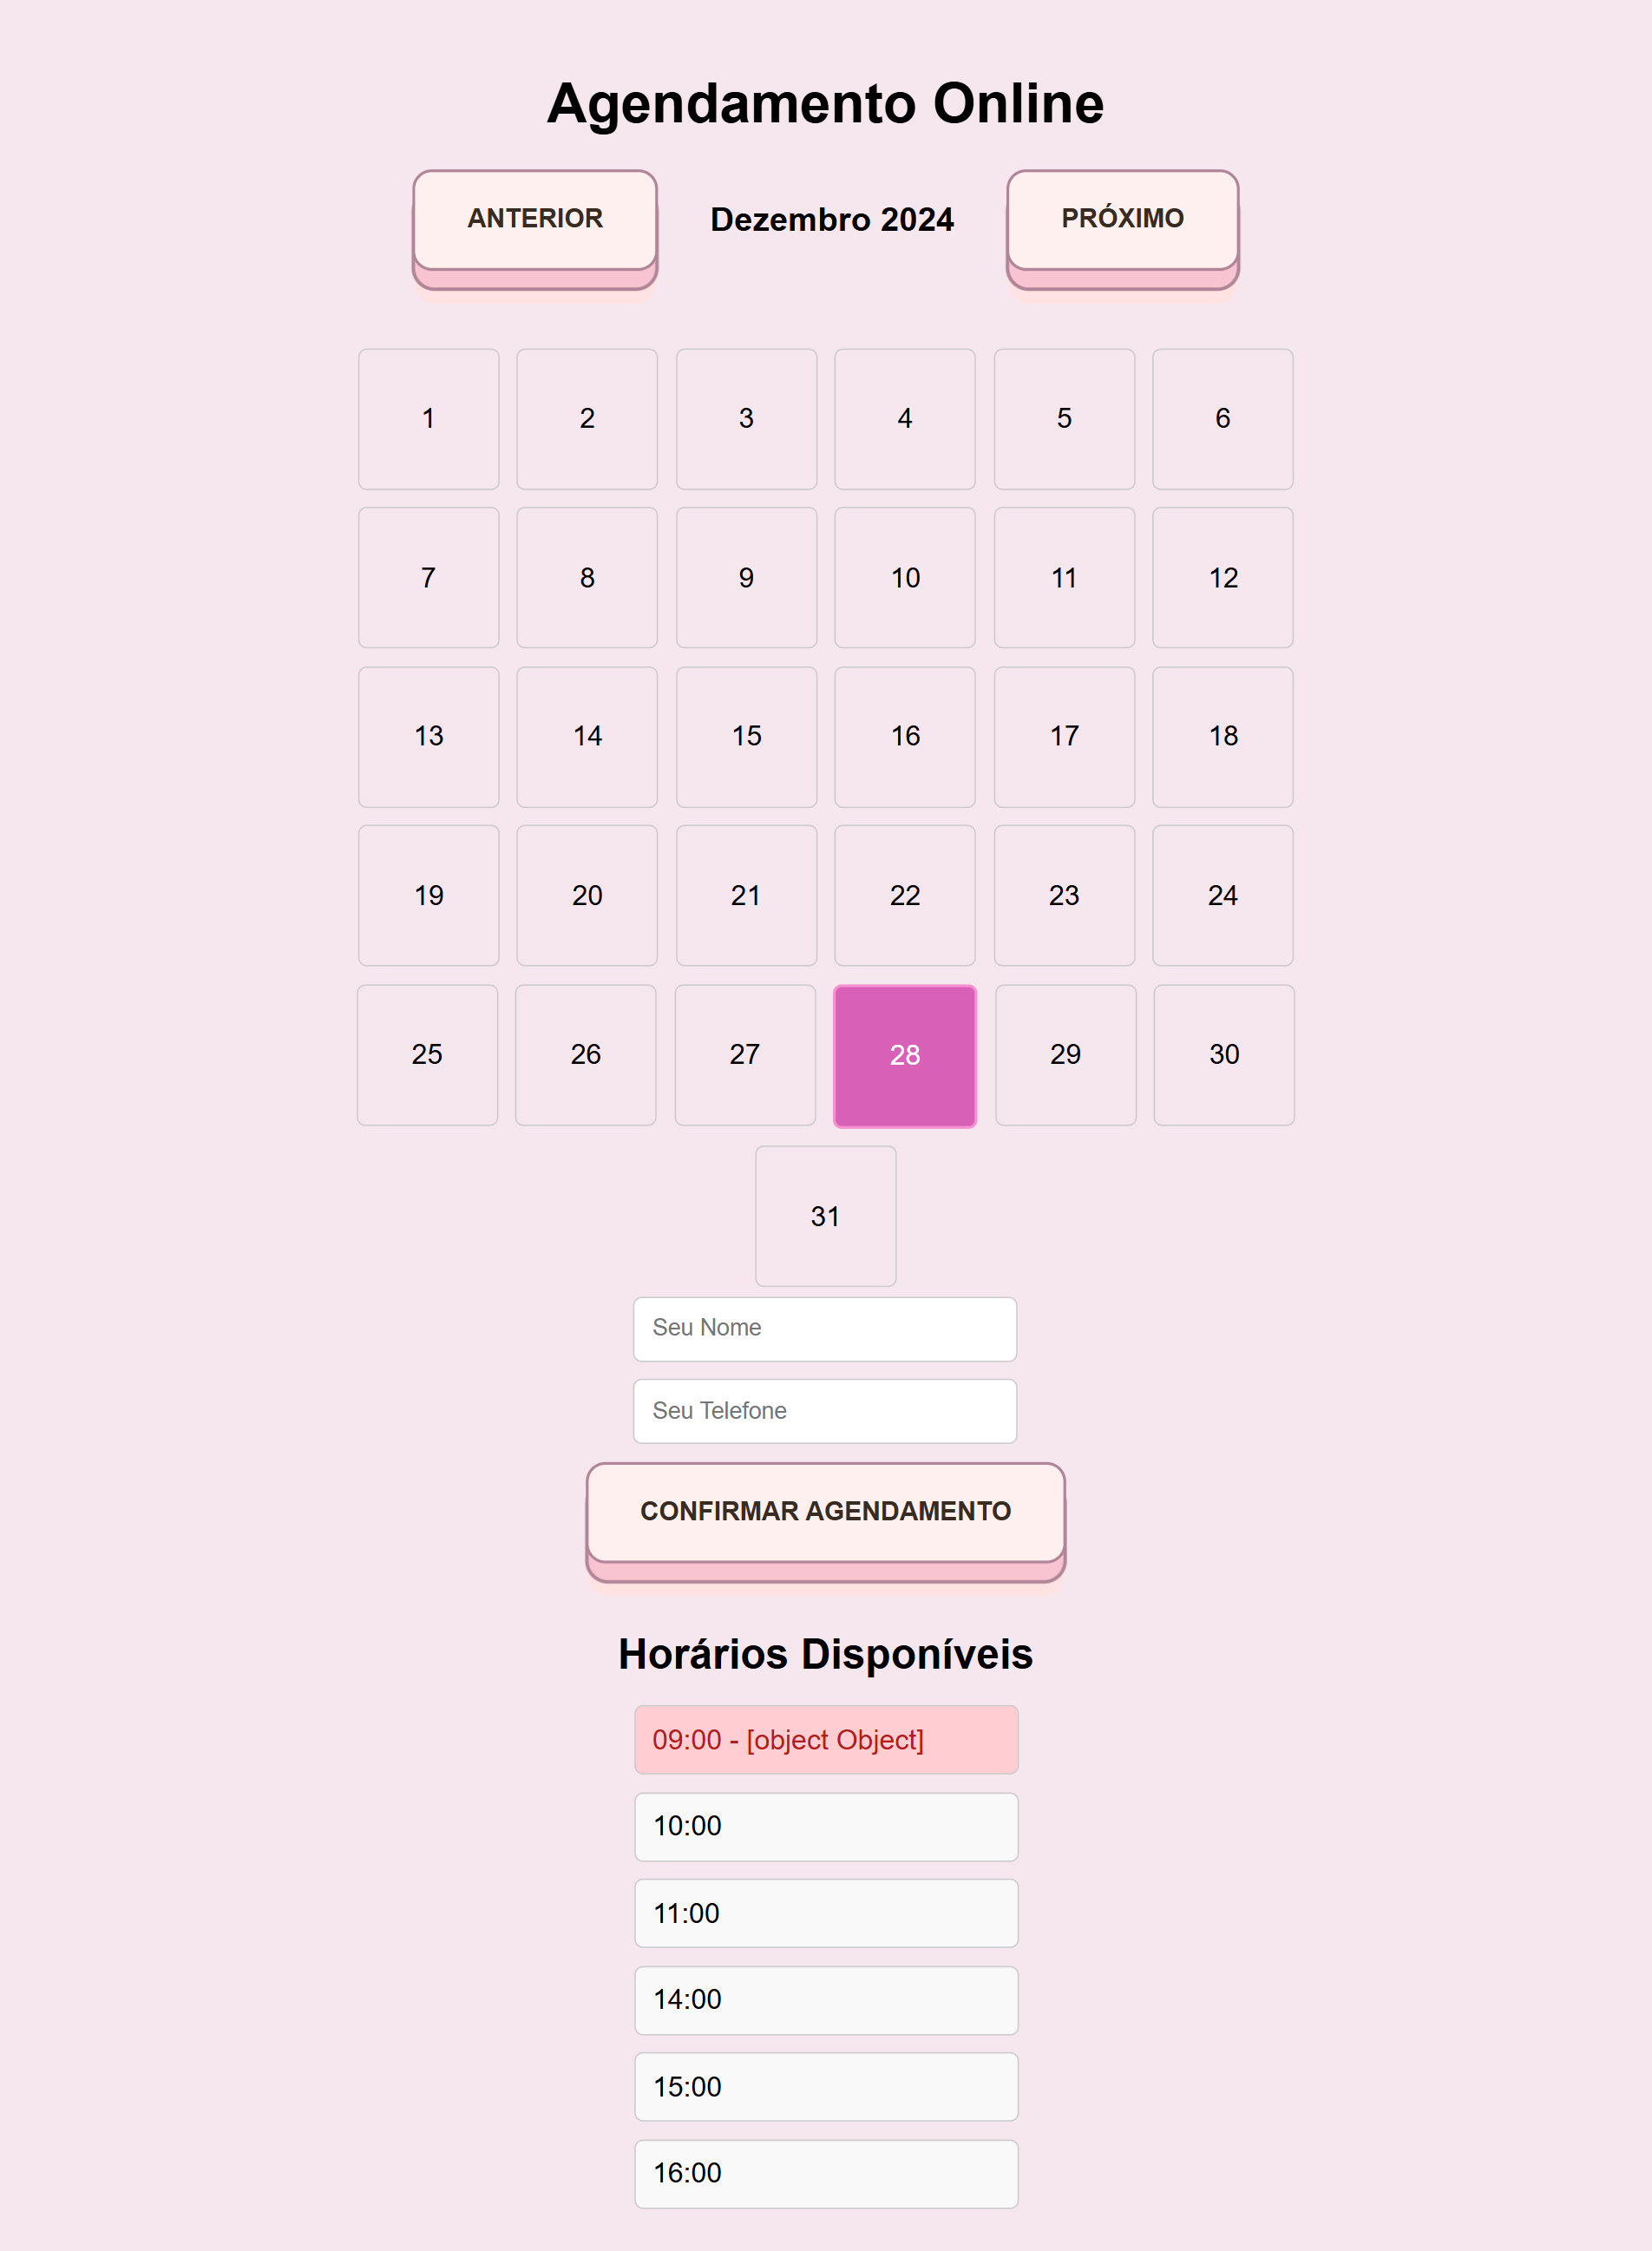 Agendamento Online
ANTERIOR Dezembro 2024 PRÓXIMO
1 2 3 4 5 6
7 8 9 10 11 12
13 14 15 16 17 18
19 20 21 22 23 24
25 26 27 28 29 30
31
Seu Nome
Seu Telefone
CONFIRMAR AGENDAMENTO
Horários Disponíveis
09:00 - [object Object]
10:00
11:00
14:00
15:00
16:00